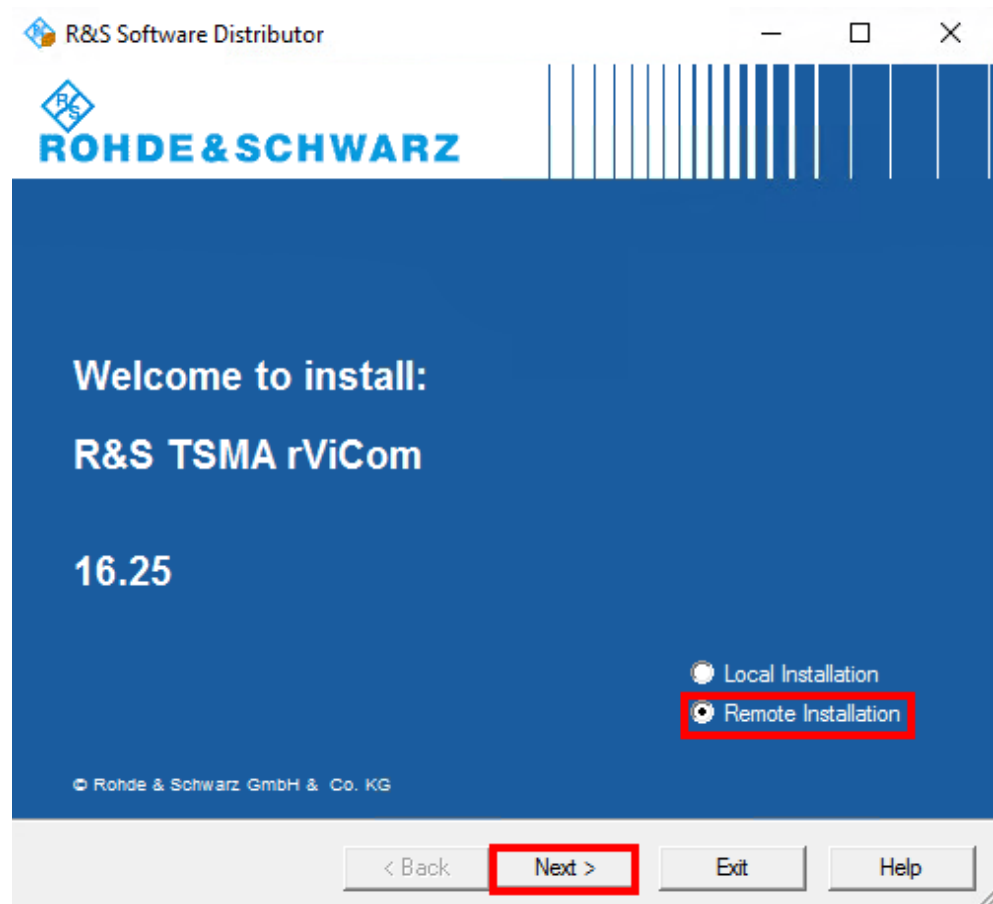 R&S Software Distributor
R&S
ROHDE&SCHWARZ
Welcome to install:
R&S TSMA rViCom
16.25
Local Installation
Remote Installation
© Rohde & Schwarz GmbH & Co. KG
< Back Next > Exit Help